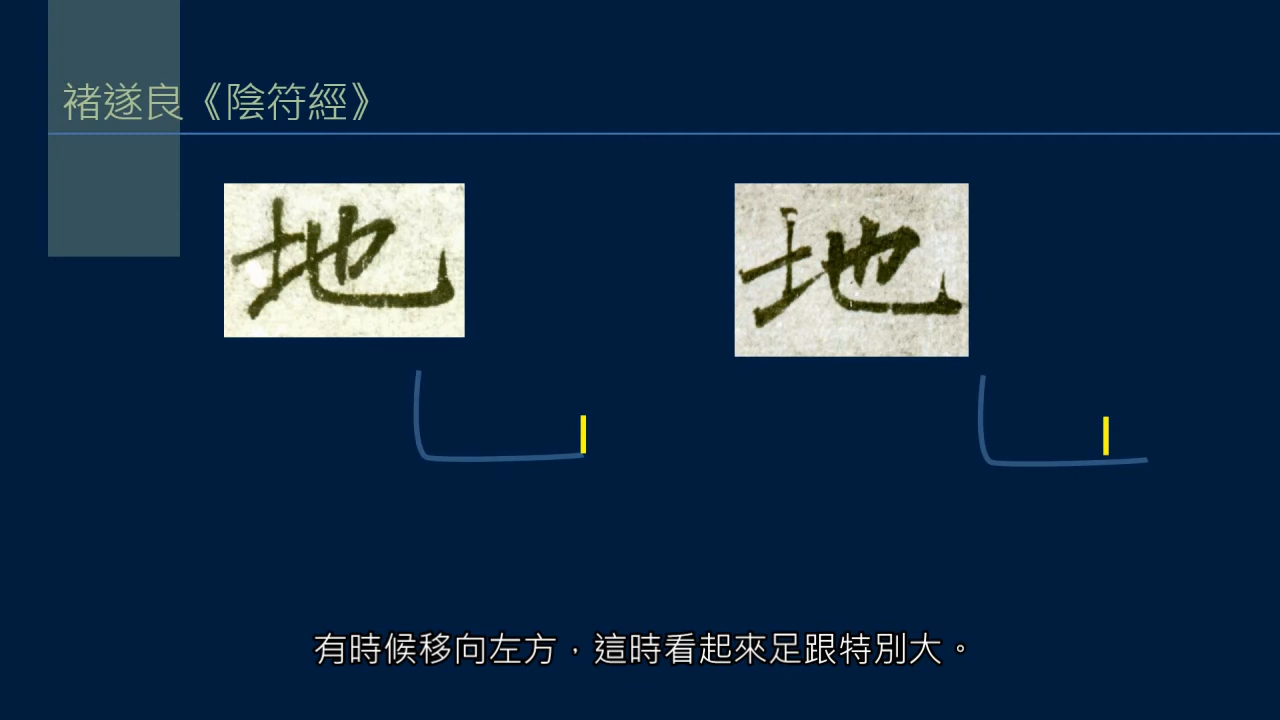 褚遂良《陰符經》
地
地
有時候移向左方，這時看起來足跟特別大。